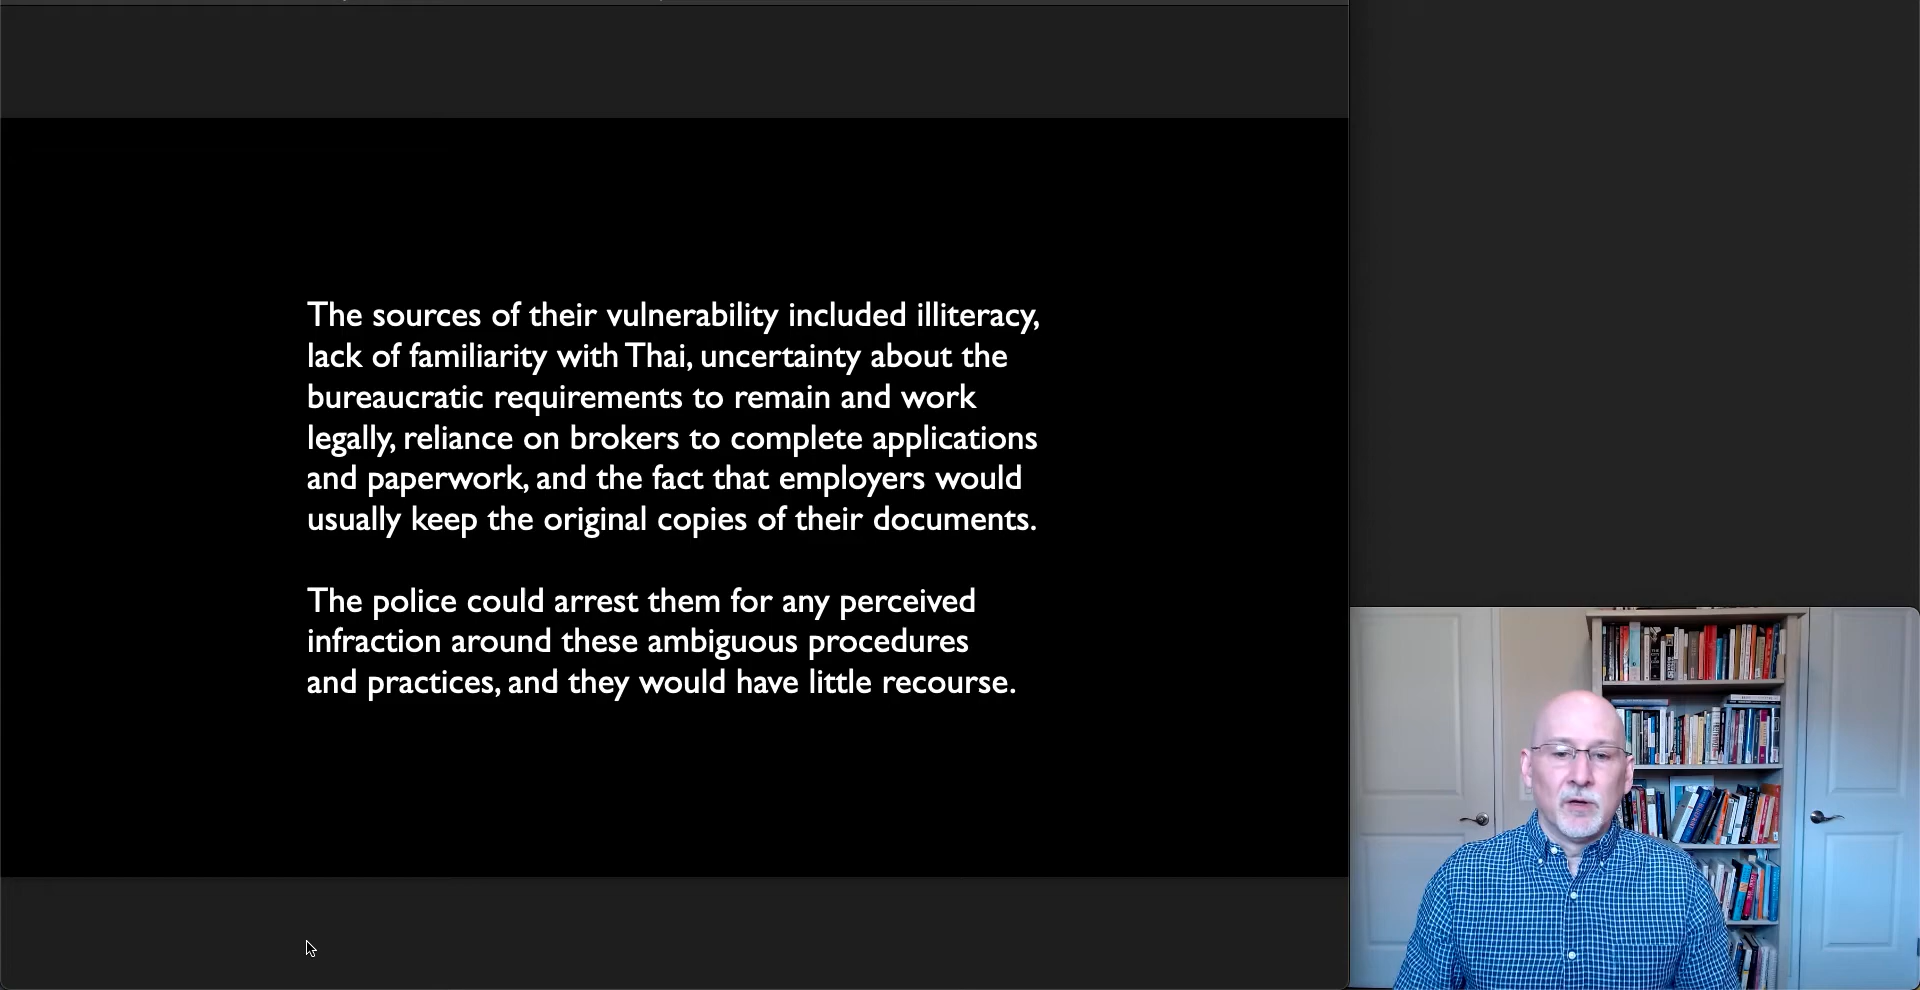 The sources of their vulnerability included illiteracy,
lack of familiarity with Thai, uncertainty about the
bureaucratic requirements to remain and work
legally, reliance on brokers to complete applications
and paperwork, and the fact that employers would
usually keep the original copies of their documents.
The police could arrest them for any perceived
infraction around these ambiguous procedures
and practices, and they would have little recourse.